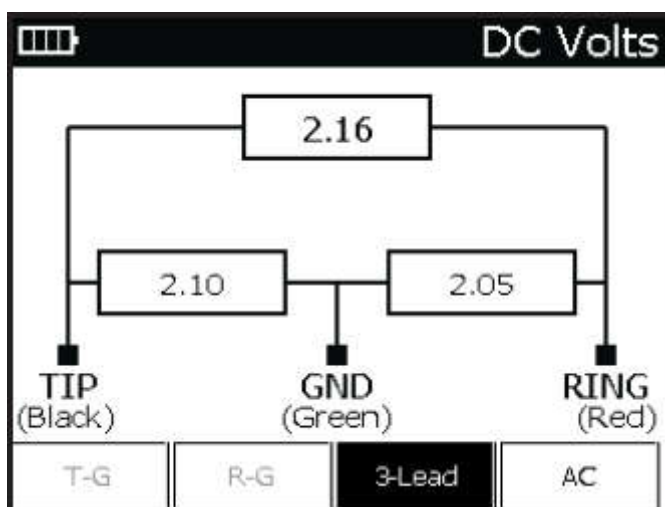 DC Volts
2.16
2.10 2.05
TIP GND RING
(Black) (Green) (Red)
T-G R-G 3-Lead AC